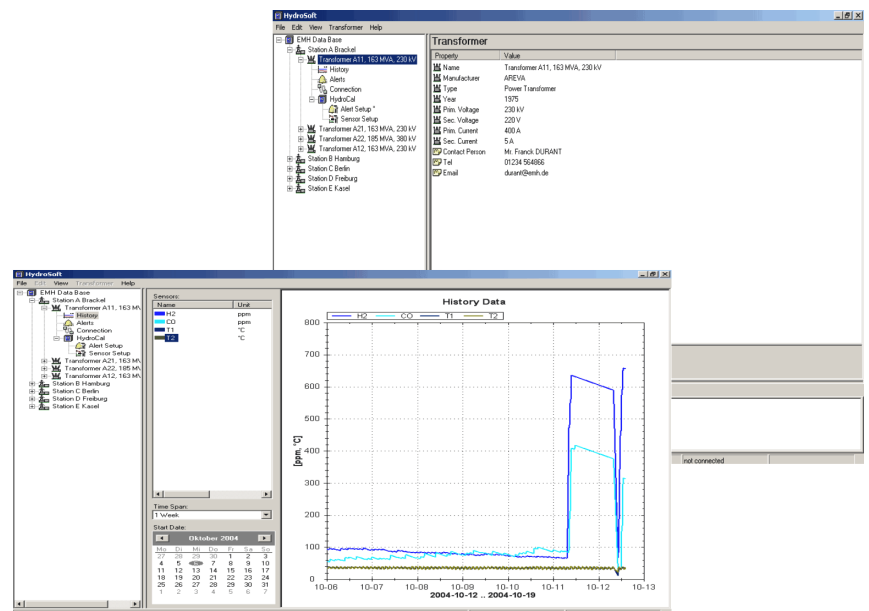 HydroSoft
File Edit View Transformer Help
EMH Data Base
Station A Brackel
Transformer A11, 163 MVA, 230 kV
History
Alerts
Connection
HydroCal
Alert Setup *
Sensor Setup
Transformer A21, 163 MVA, 230 kV
Transformer A22, 185 MVA, 380 kV
Transformer A12, 163 MVA, 230 kV
Station B Hamburg
Station C Berlin
Station D Freiburg
Station E Kasel
Transformer
Property Value
Name Transformer A11, 163 MVA, 230 kV
Manufacturer AREVA
Type Power Transformer
Year 1975
Prim. Voltage 230 kV
Sec. Voltage 220 V
Prim. Current 400 A
Sec. Current 5 A
Contact Person Mr. Franck DURANT
Tel 01234 564866
Email durant@emh.de
not connected
HydroSoft
File Edit View Transformer Help
EMH Data Base
Station A Brackel
Transformer A11, 163 M
History
Alerts
Connection
HydroCal
Alert Setup
Sensor Setup
Transformer A21, 163 M
Transformer A22, 185 M
Transformer A12, 163 M
Station B Hamburg
Station C Berlin
Station D Freiburg
Station E Kasel
Sensors:
Name Unit
H2 ppm
CO ppm
T1 °C
T2 °C
Time Span:
1 Week
Start Date:
Oktober 2004
Mo Di Mi Do Fr Sa So
27 28 29 30 1 2 3
4 5 7 8 9 10
11 12 13 14 15 16 17
18 19 20 21 22 23 24
25 26 27 28 29 30 31
1 2 3 4 5 6 7
History Data
H2 CO T1 T2
800
700
600
500
400
300
200
100
0
[ppm, °C]
10-06 10-07 10-08 10-09 10-10 10-11 10-12 10-13
2004-10-12 .. 2004-10-19